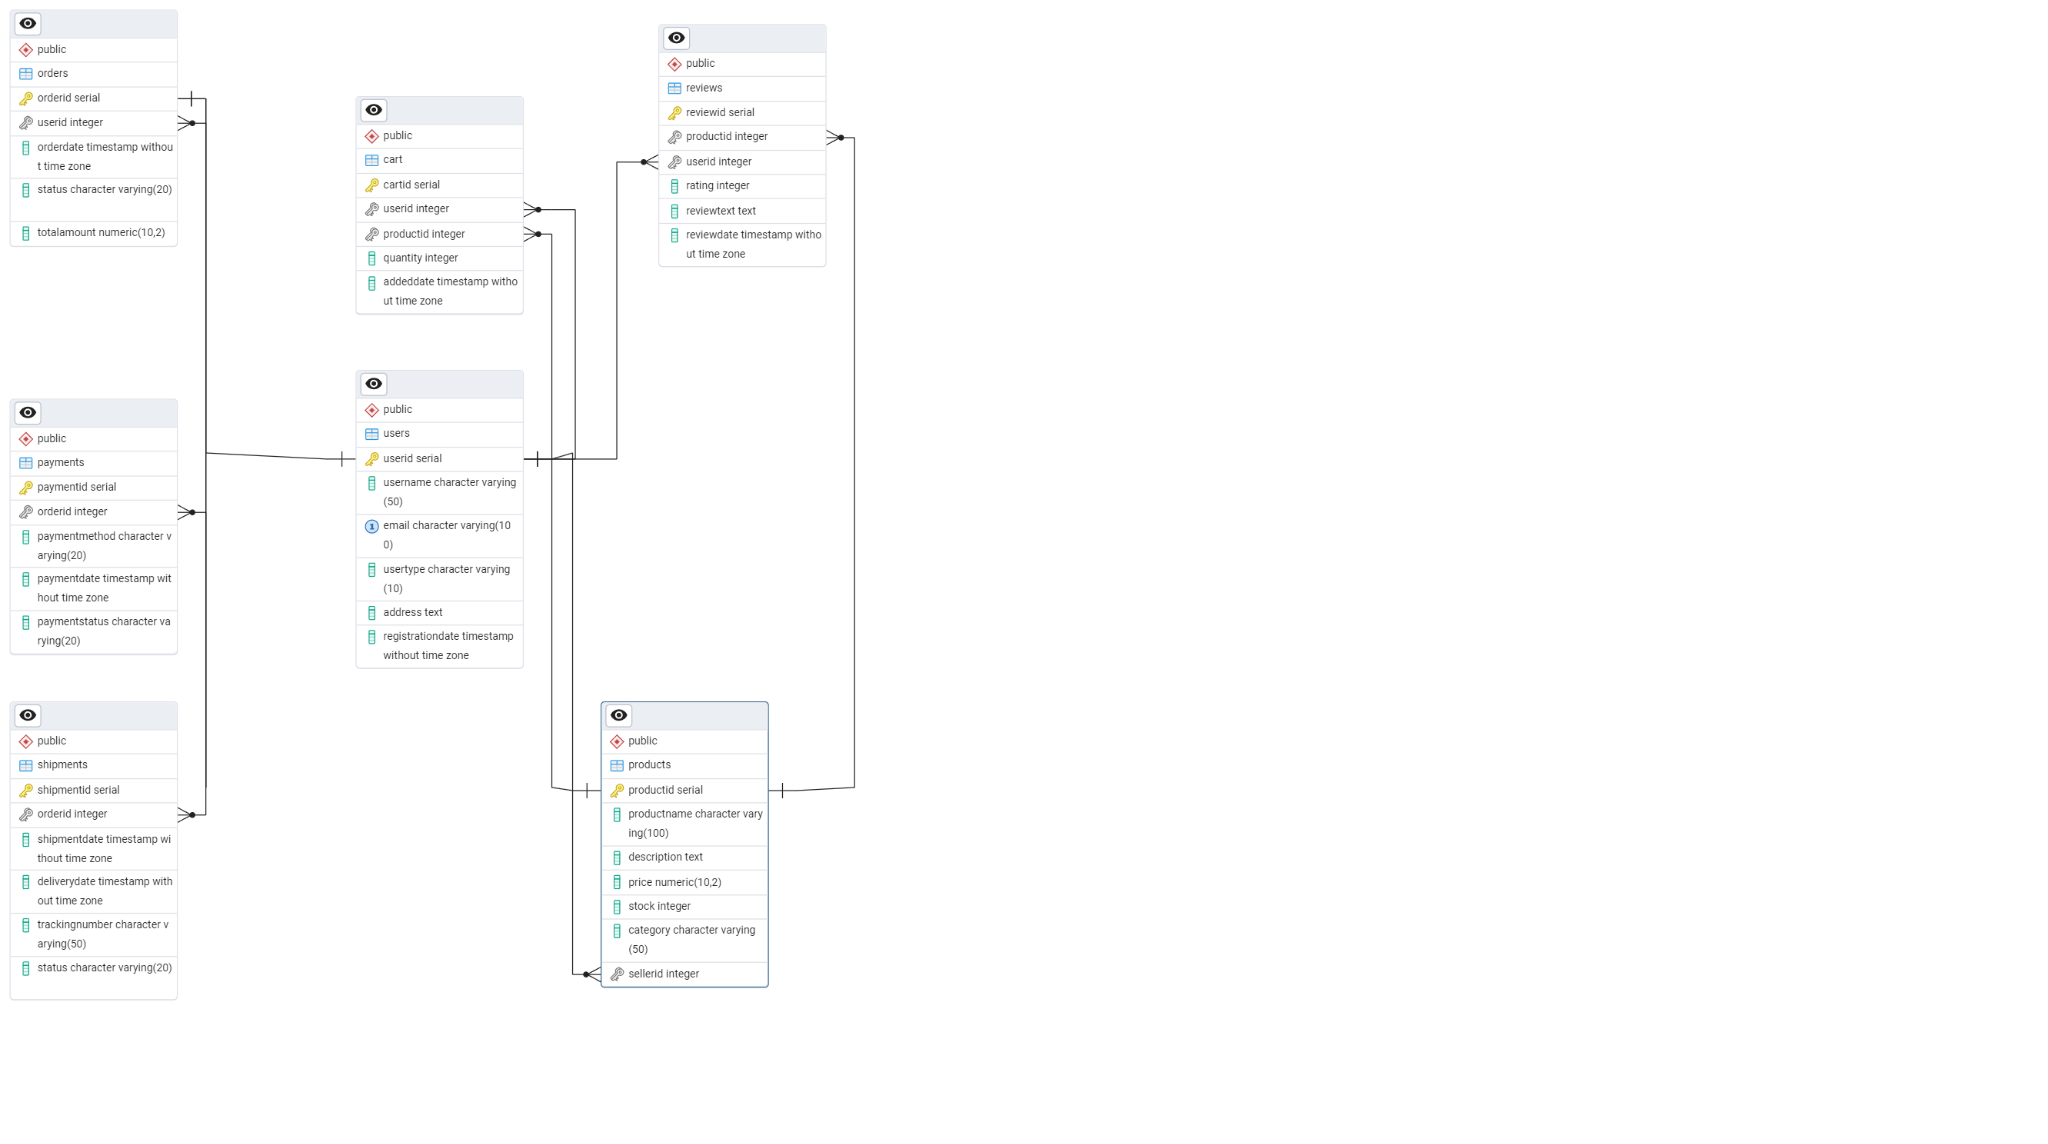 public
orders
orderid serial
userid integer
orderdate timestamp withou
t time zone
status character varying(20)
totalamount numeric(10,2)
public
cart
cartid serial
userid integer
productid integer
quantity integer
addeddate timestamp witho
ut time zone
public
reviews
reviewid serial
productid integer
userid integer
rating integer
reviewtext text
reviewdate timestamp witho
ut time zone
public
payments
paymentid serial
orderid integer
paymentmethod character v
arying(20)
paymentdate timestamp wit
hout time zone
paymentstatus character va
rying(20)
public
users
userid serial
username character varying
(50)
1
email character varying(10
0)
usertype character varying
(10)
address text
registrationdate timestamp
without time zone
public
shipments
shipmentid serial
orderid integer
shipmentdate timestamp wi
thout time zone
deliverydate timestamp with
out time zone
trackingnumber character v
arying(50)
status character varying(20)
public
products
productid serial
productname character vary
ing(100)
description text
price numeric(10,2)
stock integer
category character varying
(50)
sellerid integer